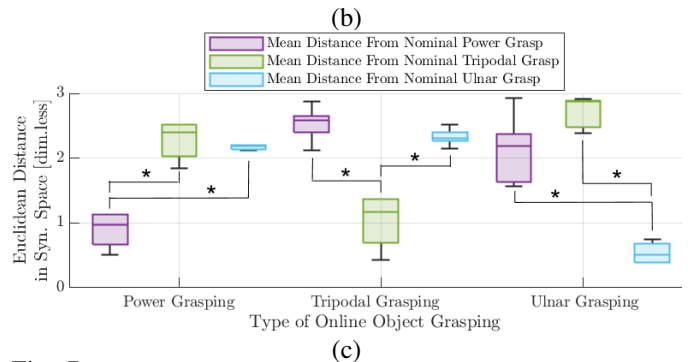 (b)
Mean Distance From Nominal Power Grasp
Mean Distance From Nominal Tripodal Grasp
Mean Distance From Nominal Ulnar Grasp
Euclidean Distance
in Syn. Space [dim.less]
3
2
1
0
*
*
*
*
*
*
Power Grasping
Tripodal Grasping
Ulnar Grasping
Type of Online Object Grasping
(c)